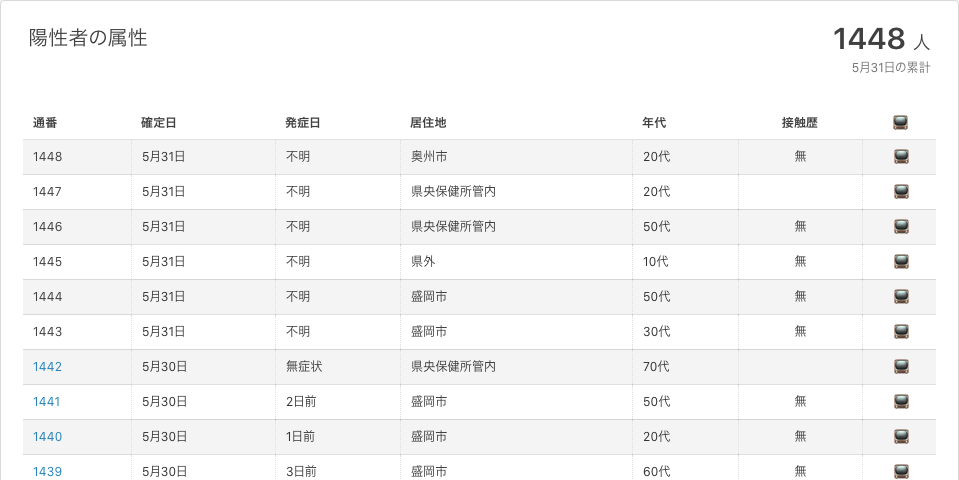 陽性者の属性
1448 人
5月31日の累計
通番 確定日 発症日 居住地 年代 接触歴
1448 5月31日 不明 奥州市 20代 無
1447 5月31日 不明 県央保健所管内 20代
1446 5月31日 不明 県央保健所管内 50代 無
1445 5月31日 不明 県外 10代 無
1444 5月31日 不明 盛岡市 50代 無
1443 5月31日 不明 盛岡市 30代 無
1442 5月30日 無症状 県央保健所管内 70代
1441 5月30日 2日前 盛岡市 50代 無
1440 5月30日 1日前 盛岡市 20代 無
1439 5月30日 3日前 盛岡市 60代 無